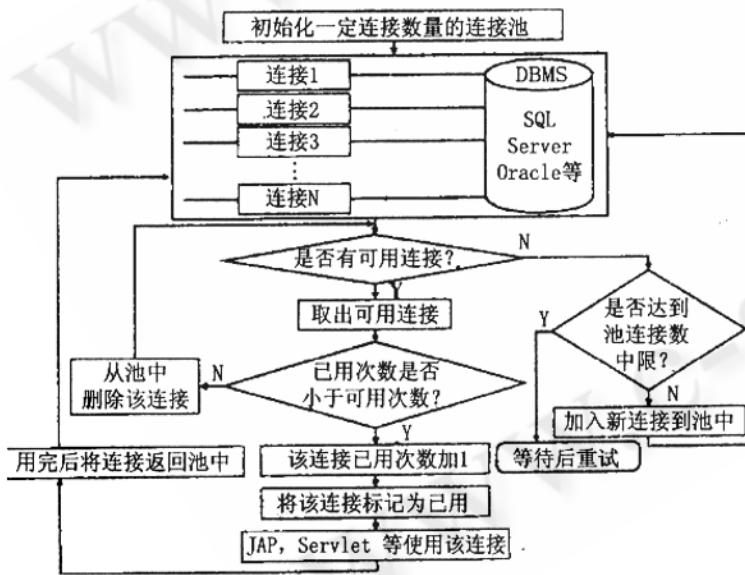 初始化一定连接数量的连接池
连接1
连接2
连接3
⋮
连接N
DBMS
SQL
Server
Oracle等
是否有可用连接?
N
Y
取出可用连接
是否达到
池连接数
中限?
Y
N
从池中
删除该连接
N
已用次数是否
小于可用次数?
Y
加入新连接到池中
用完后将连接返回池中
该连接已用次数加1
等待后重试
将该连接标记为已用
JAP, Servlet 等使用该连接